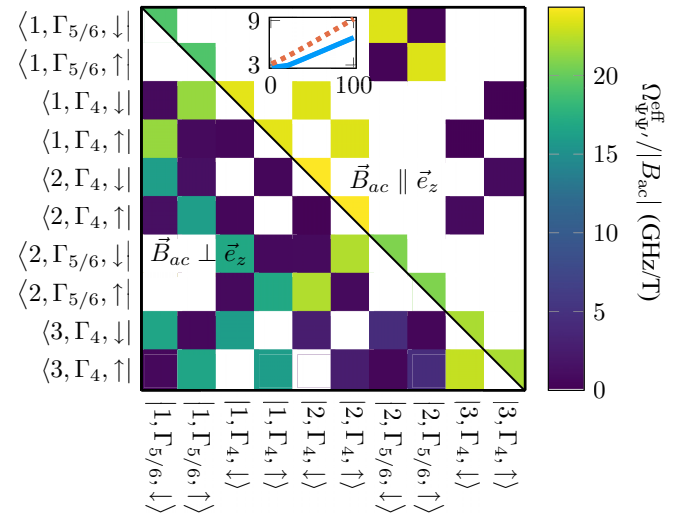 ⟨1, Γ5/6, ↓|
⟨1, Γ5/6, ↑|
⟨1, Γ4, ↓|
⟨1, Γ4, ↑|
⟨2, Γ4, ↓|
⟨2, Γ4, ↑|
⟨2, Γ5/6, ↓|
⟨2, Γ5/6, ↑|
⟨3, Γ4, ↓|
⟨3, Γ4, ↑|
9
3
0
100
B⃗ac ∥ e⃗z
B⃗ac ⊥ e⃗z
|1, Γ5/6, ↓⟩
|1, Γ5/6, ↑⟩
|1, Γ4, ↓⟩
|1, Γ4, ↑⟩
|2, Γ4, ↓⟩
|2, Γ4, ↑⟩
|2, Γ5/6, ↓⟩
|2, Γ5/6, ↑⟩
|3, Γ4, ↓⟩
|3, Γ4, ↑⟩
20
15
10
5
0
Ω^eff_ΨΨ′/|Bac| (GHz/T)